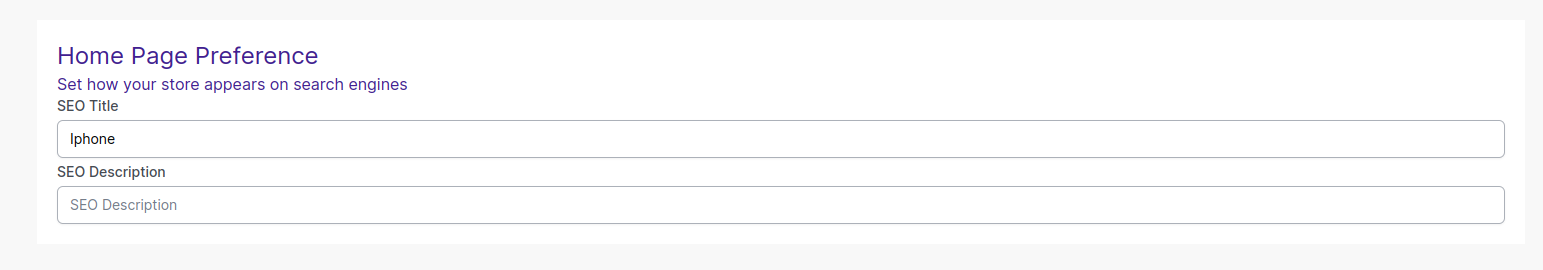 Home Page Preference
Set how your store appears on search engines
SEO Title
Iphone
SEO Description
SEO Description